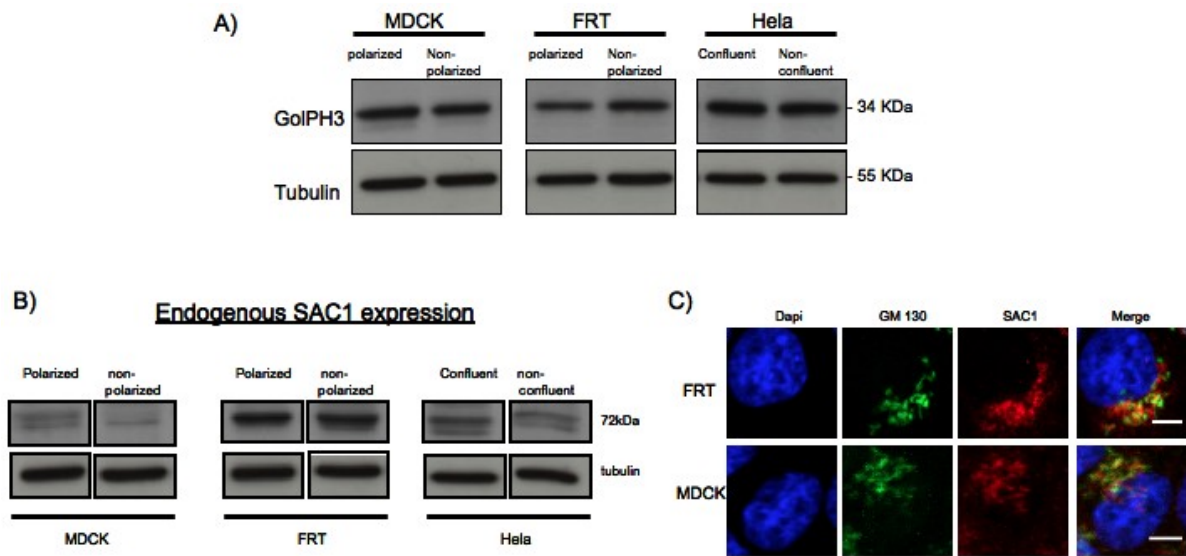 A)
MDCK FRT Hela
polarized Non-polarized polarized Non-polarized Confluent Non-confluent
GolPH3 - 34 KDa
Tubulin - 55 KDa
B)
Endogenous SAC1 expression
Polarized non-polarized Polarized non-polarized Confluent non-confluent
72kDa
tubulin
MDCK FRT Hela
C)
Dapi GM 130 SAC1 Merge
FRT
MDCK